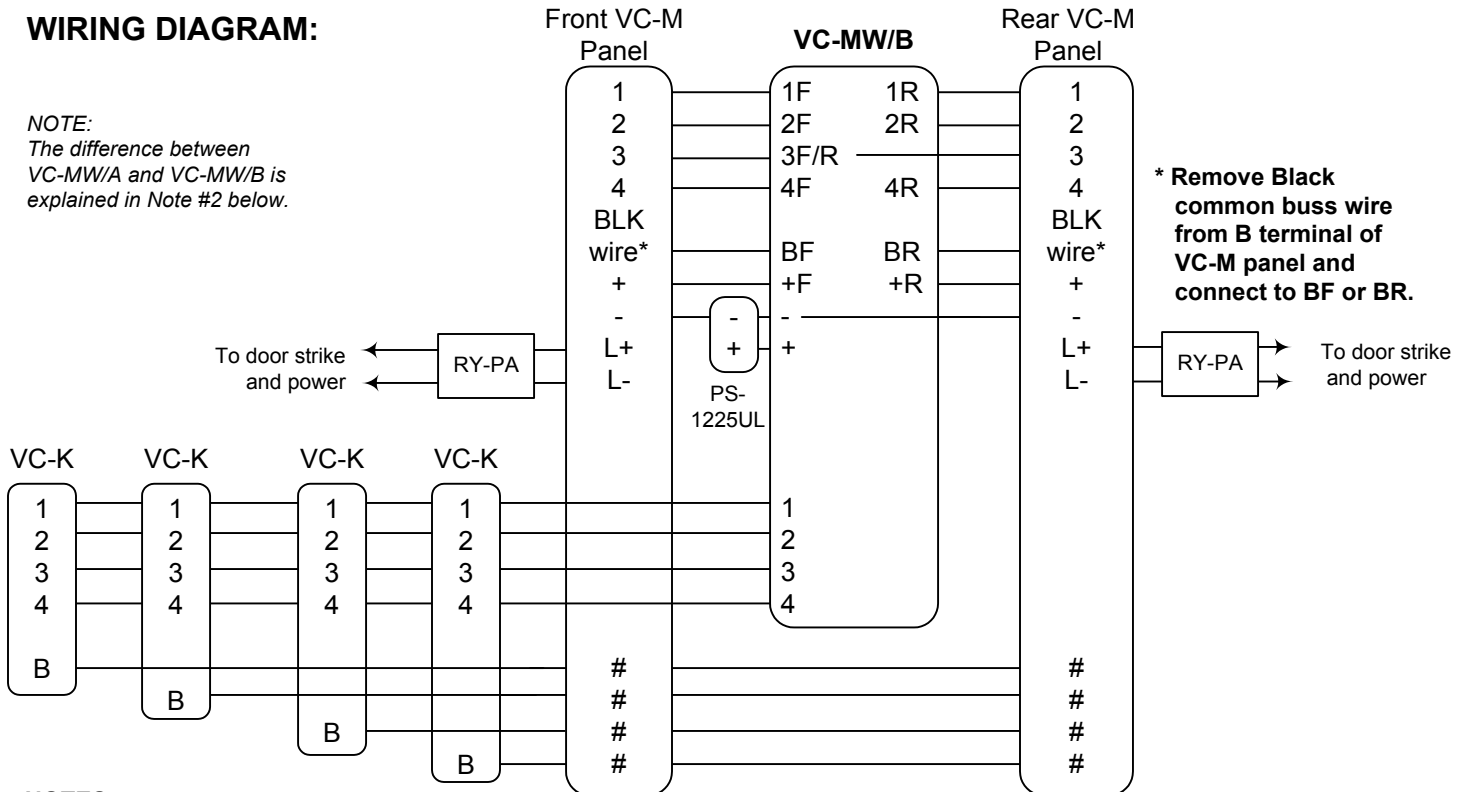 WIRING DIAGRAM:
NOTE:
The difference between
VC-MW/A and VC-MW/B is
explained in Note #2 below.
Front VC-M
Panel
1
2
3
4
BLK
wire*
+
-
L+
L-
#
#
#
#
VC-MW/B
1F 1R
2F 2R
3F/R
4F 4R
BF BR
+F +R
-
+
1
2
3
4
-
+
PS-
1225UL
Rear VC-M
Panel
1
2
3
4
BLK
wire*
+
-
L+
L-
#
#
#
#
* Remove Black
common buss wire
from B terminal of
VC-M panel and
connect to BF or BR.
To door strike
and power
RY-PA
RY-PA
To door strike
and power
VC-K
1
2
3
4
B
VC-K
1
2
3
4
B
VC-K
1
2
3
4
B
VC-K
1
2
3
4
B